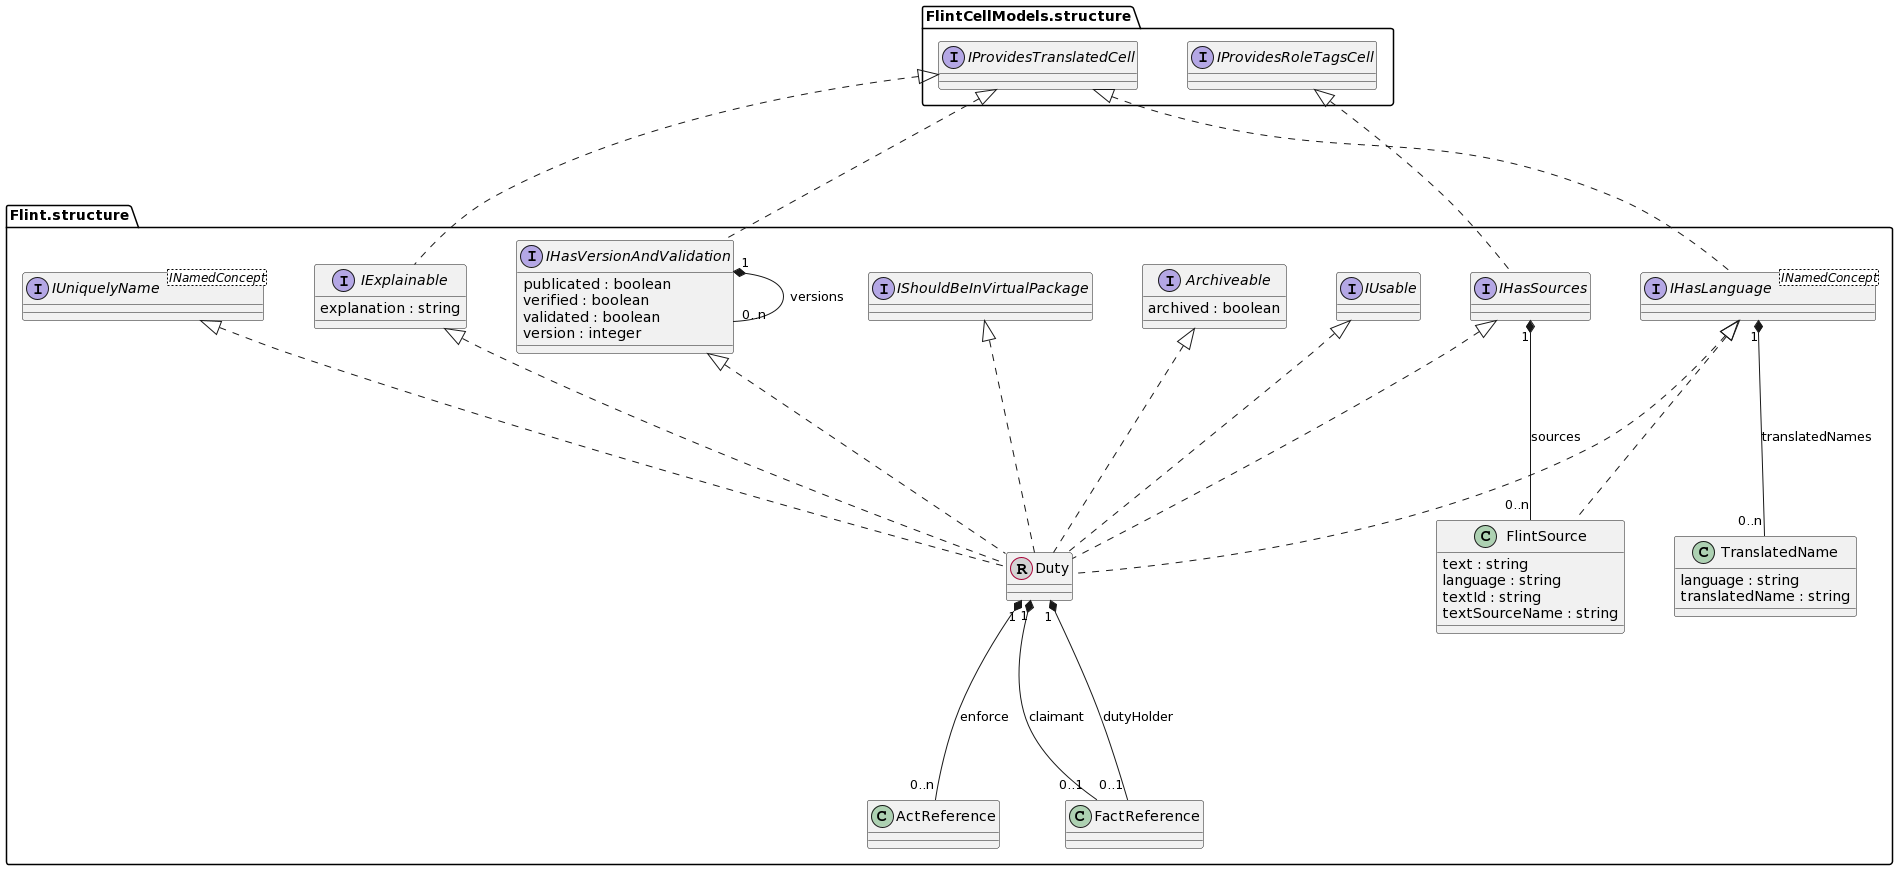 FlintCellModels.structure
I IProvidesTranslatedCell
I IProvidesRoleTagsCell
Flint.structure
I IUniquelyName
INamedConcept
I IExplainable
explanation : string
I IHasVersionAndValidation
publicated : boolean
verified : boolean
validated : boolean
version : integer
1
versions
0..n
I IShouldBeInVirtualPackage
I Archiveable
archived : boolean
I IUsable
I IHasSources
I IHasLanguage
INamedConcept
1
sources
0..n
1
translatedNames
0..n
C FlintSource
text : string
language : string
textId : string
textSourceName : string
C TranslatedName
language : string
translatedName : string
R Duty
1
1
1
enforce
claimant
dutyHolder
0..n
0..1
0..1
C ActReference
C FactReference